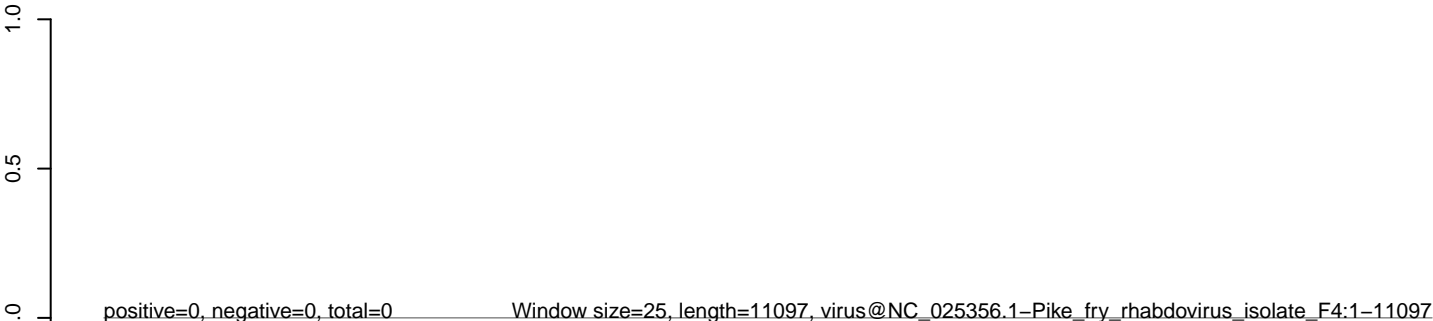 1.0
0.5
.0
positive=0, negative=0, total=0
Window size=25, length=11097, virus@NC_025356.1−Pike_fry_rhabdovirus_isolate_F4:1−11097